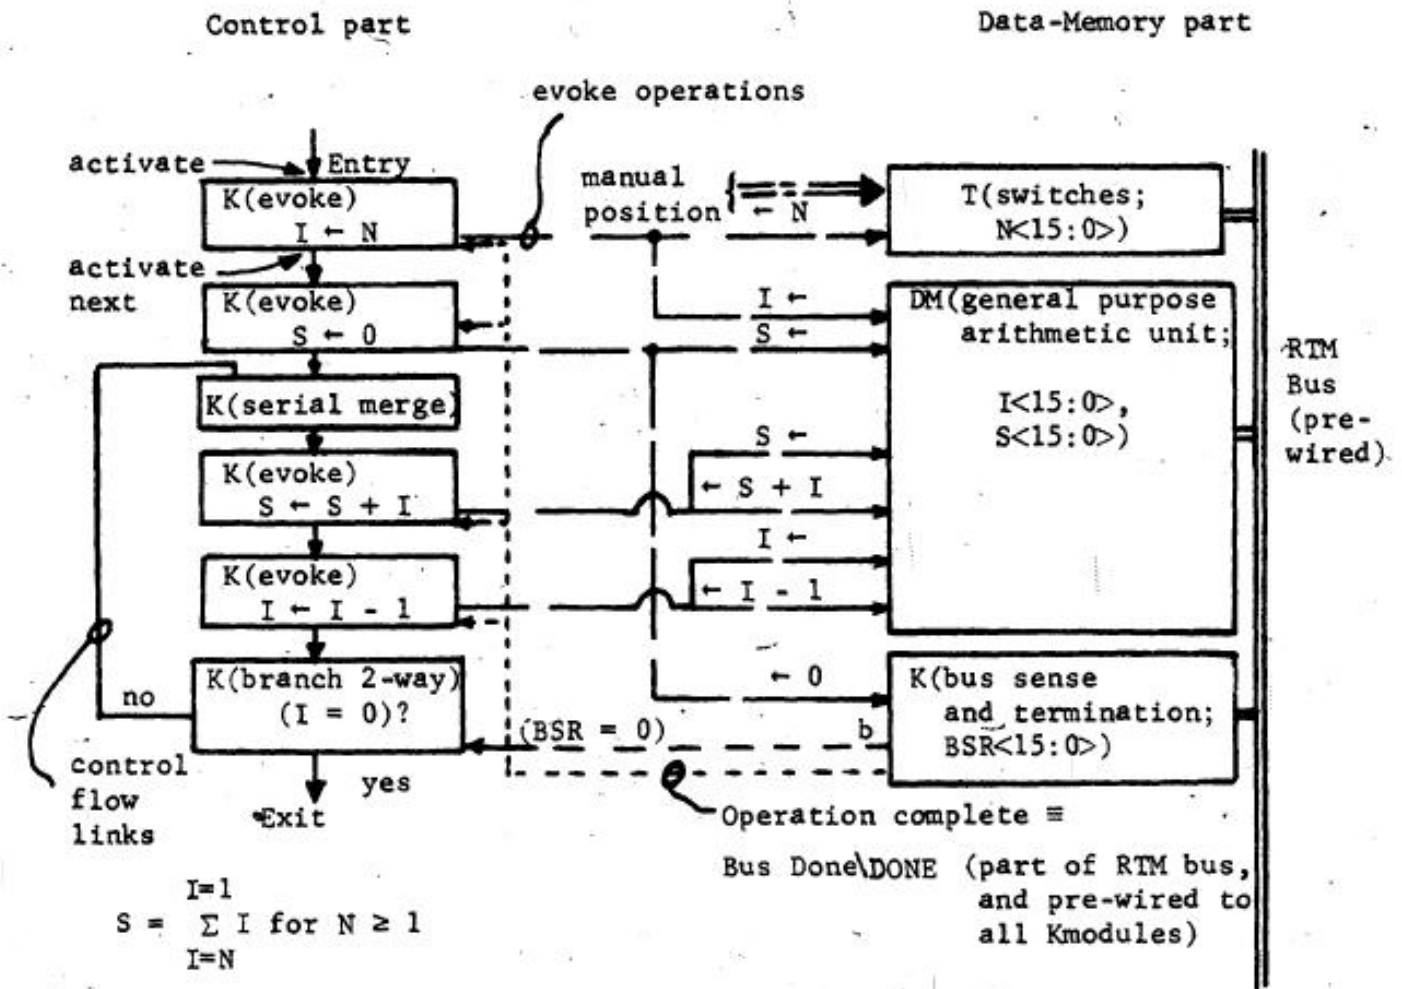 Control part
Data-Memory part
evoke operations
activate
Entry
K(evoke)
I ← N
manual
position
← N
T(switches;
N<15:0>)
activate
next
K(evoke)
S ← 0
I ←
S ←
DM(general purpose
arithmetic unit;
I<15:0>,
S<15:0>)
RTM
Bus
(pre-
wired)
K(serial merge)
K(evoke)
S ← S + I
S ←
← S + I
K(evoke)
I ← I - 1
I ←
← I - 1
K(branch 2-way)
(I = 0)?
no
yes
Exit
← 0
K(bus sense
and termination;
BSR<15:0>)
(BSR = 0)
b
control
flow
links
Operation complete ≡
Bus Done\DONE (part of RTM bus,
and pre-wired to
all Kmodules)
I=1
S = Σ I for N ≥ 1
I=N